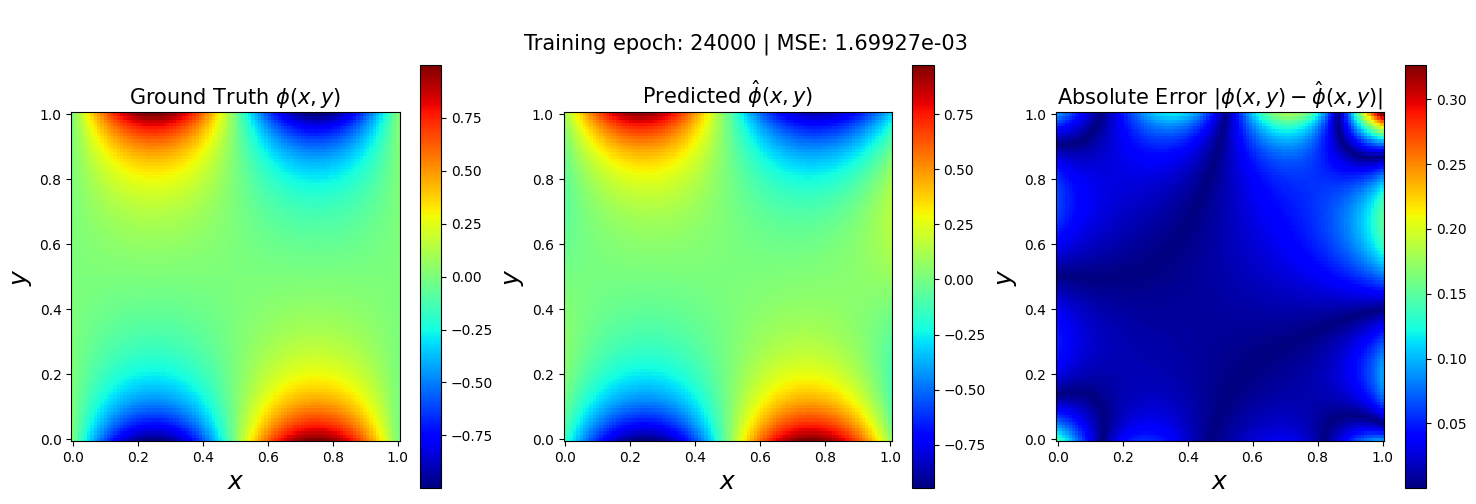 Training epoch: 24000 | MSE: 1.69927e-03
Ground Truth ϕ(x, y)
1.0
0.8
0.6
0.4
0.2
0.0
y
0.0 0.2 0.4 0.6 0.8 1.0
x
0.75
0.50
0.25
0.00
−0.25
−0.50
−0.75
Predicted ϕ̂(x, y)
1.0
0.8
0.6
0.4
0.2
0.0
y
0.0 0.2 0.4 0.6 0.8 1.0
x
0.75
0.50
0.25
0.00
−0.25
−0.50
−0.75
Absolute Error |ϕ(x, y) − ϕ̂(x, y)|
1.0
0.8
0.6
0.4
0.2
0.0
y
0.0 0.2 0.4 0.6 0.8 1.0
x
0.30
0.25
0.20
0.15
0.10
0.05